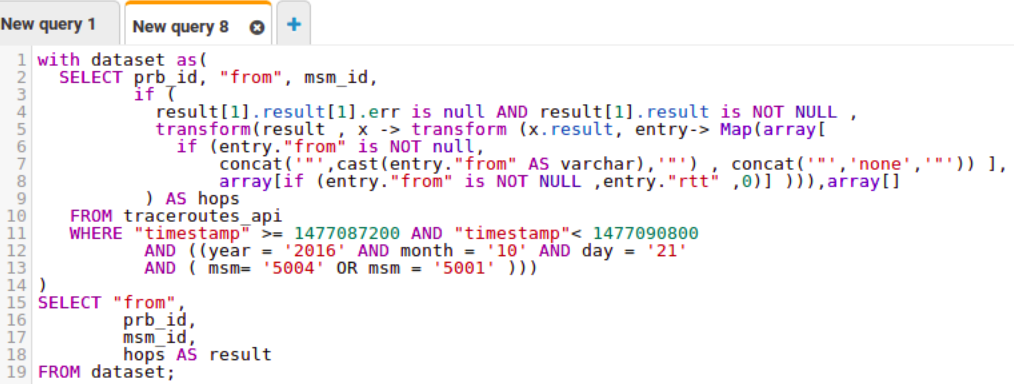 New query 1
New query 8
+
1 with dataset as(
2 SELECT prb_id, "from", msm_id,
3 if (
4 result[1].result[1].err is null AND result[1].result is NOT NULL ,
5 transform(result , x -> transform (x.result, entry-> Map(array[
6 if (entry."from" is NOT null,
7 concat('"',cast(entry."from" AS varchar),'"') , concat('"','none','"')) ],
8 array[if (entry."from" is NOT NULL ,entry."rtt" ,0)] ))),array[]
9 ) AS hops
10 FROM traceroutes_api
11 WHERE "timestamp" >= 1477087200 AND "timestamp"< 1477090800
12 AND ((year = '2016' AND month = '10' AND day = '21'
13 AND ( msm= '5004' OR msm = '5001' )))
14 )
15 SELECT "from",
16 prb_id,
17 msm_id,
18 hops AS result
19 FROM dataset;